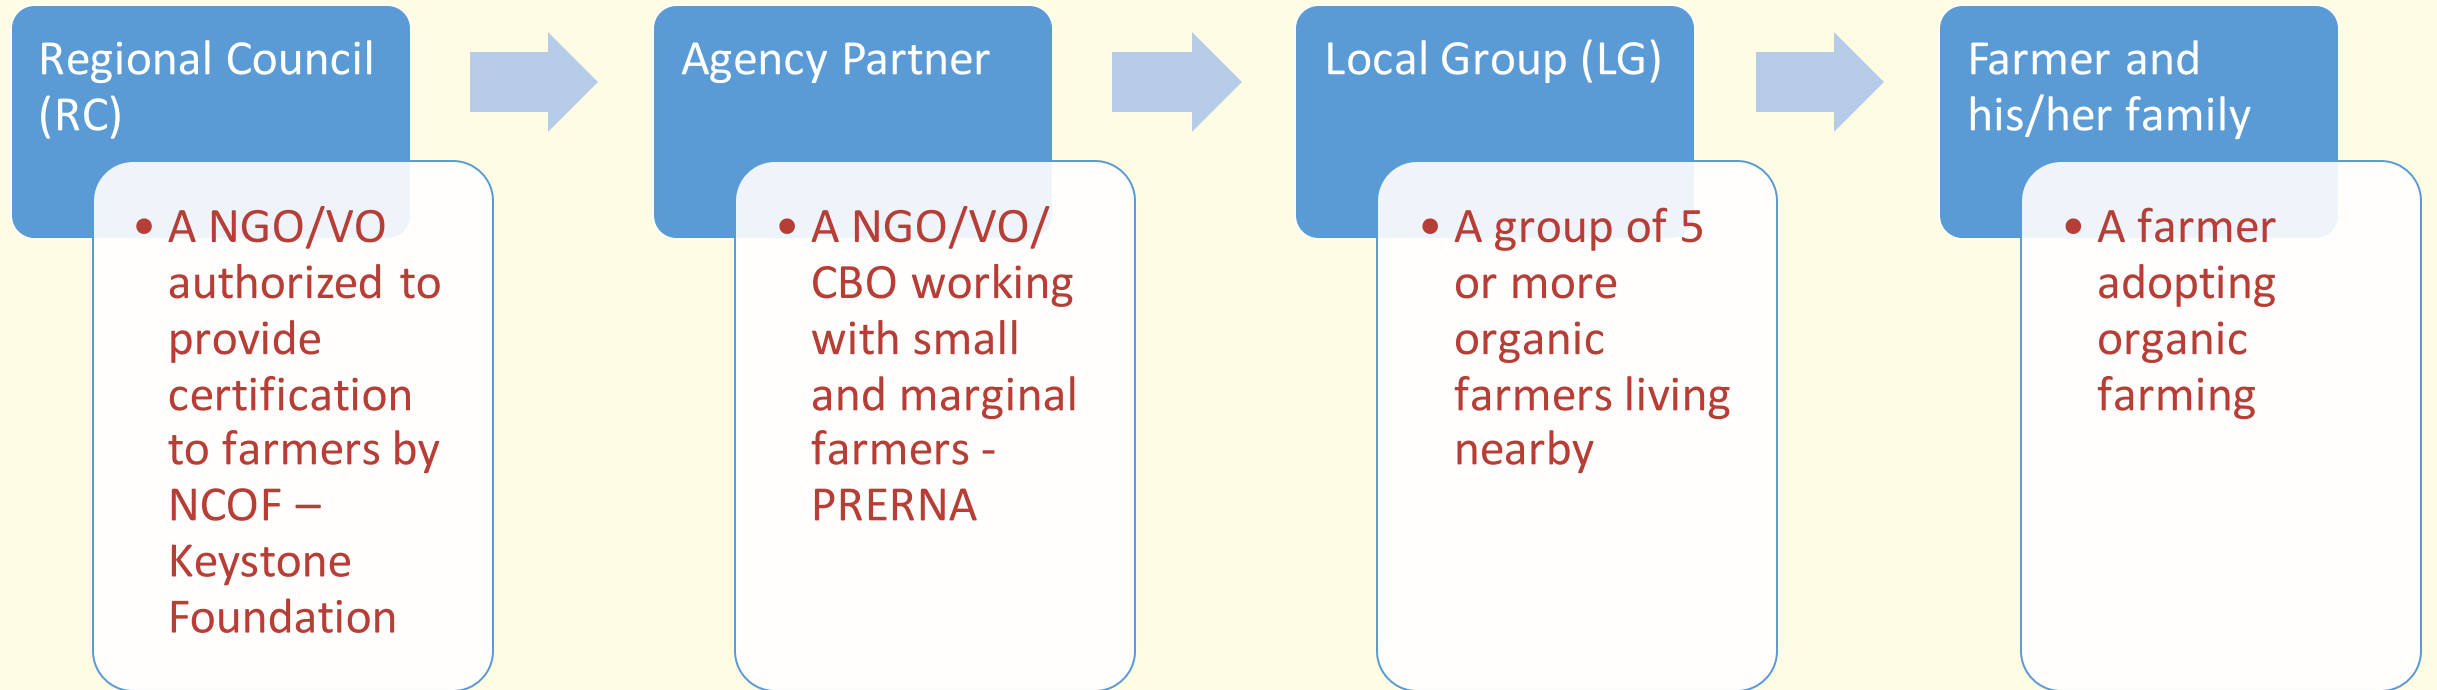 Regional Council
(RC)
• A NGO/VO
authorized to
provide
certification
to farmers by
NCOF –
Keystone
Foundation
Agency Partner
• A NGO/VO/
CBO working
with small
and marginal
farmers -
PRERNA
Local Group (LG)
• A group of 5
or more
organic
farmers living
nearby
Farmer and
his/her family
• A farmer
adopting
organic
farming